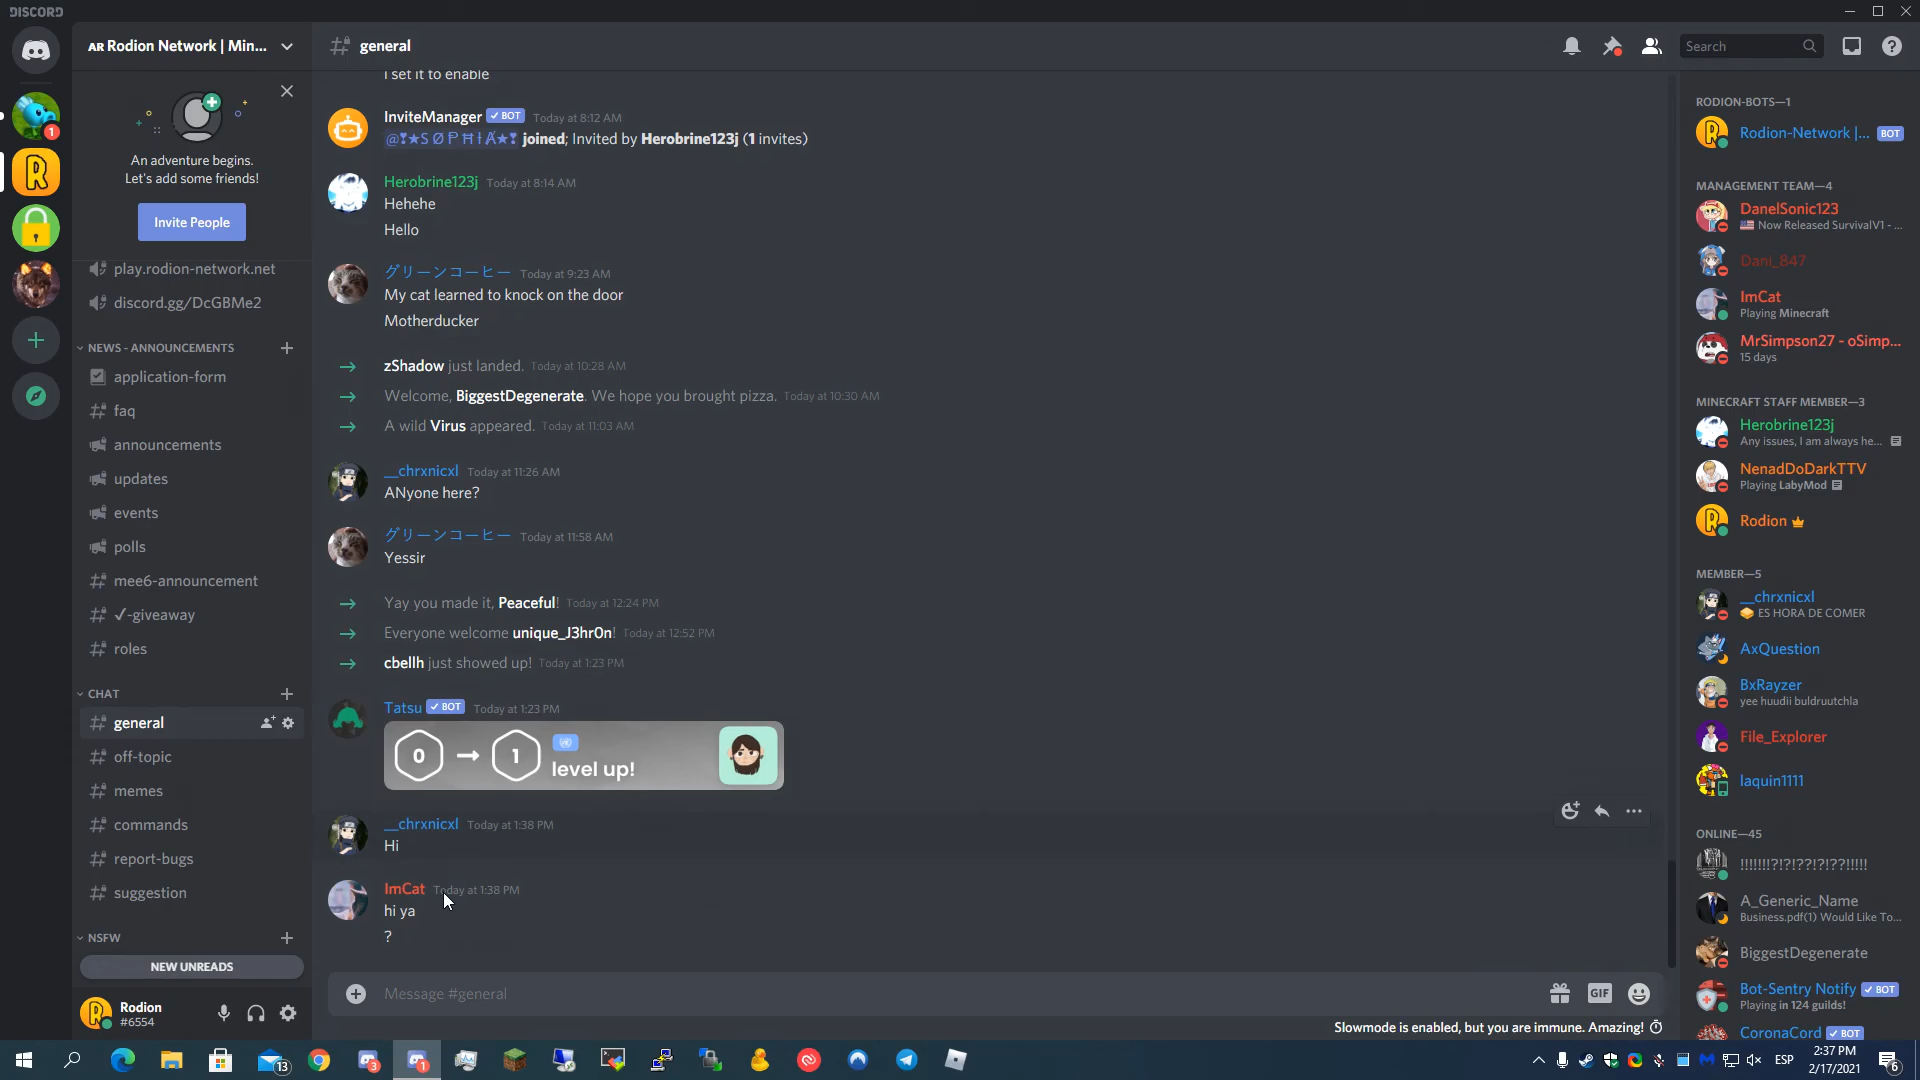 DISCORD
AR Rodion Network | Min...
general
Search
An adventure begins.
Let's add some friends!
Invite People
play.rodion-network.net
discord.gg/DcGBMe2
NEWS - ANNOUNCEMENTS
application-form
faq
announcements
updates
events
polls
mee6-announcement
✓-giveaway
roles
CHAT
general
off-topic
memes
commands
report-bugs
suggestion
NSFW
NEW UNREADS
Rodion
#6554
I set it to enable
InviteManager ✓ BOT Today at 8:12 AM
joined; Invited by Herobrine123j (1 invites)
Herobrine123j Today at 8:14 AM
Hehehe
Hello
グリーンコーヒー Today at 9:23 AM
My cat learned to knock on the door
Motherducker
zShadow just landed. Today at 10:28 AM
Welcome, BiggestDegenerate. We hope you brought pizza. Today at 10:30 AM
A wild Virus appeared. Today at 11:03 AM
__chrxnicxl Today at 11:26 AM
ANyone here?
グリーンコーヒー Today at 11:58 AM
Yessir
Yay you made it, Peaceful! Today at 12:24 PM
Everyone welcome unique_J3hr0n! Today at 12:52 PM
cbellh just showed up! Today at 1:23 PM
Tatsu ✓ BOT Today at 1:23 PM
0 → 1 level up!
__chrxnicxl Today at 1:38 PM
Hi
ImCat Today at 1:38 PM
hi ya
?
Message #general
GIF
Slowmode is enabled, but you are immune. Amazing!
RODION-BOTS—1
Rodion-Network |... BOT
MANAGEMENT TEAM—4
DanelSonic123
Now Released SurvivalV1 - ...
Dani_847
ImCat
Playing Minecraft
MrSimpson27 - oSimp...
15 days
MINECRAFT STAFF MEMBER—3
Herobrine123j
Any issues, I am always he...
NenadDoDarkTTV
Playing LabyMod
Rodion
MEMBER—5
__chrxnicxl
ES HORA DE COMER
AxQuestion
BxRayzer
yee huudii buldruutchla
File_Explorer
laquin1111
ONLINE—45
!!!!!!!?!?!??!?!??!!!!!
A_Generic_Name
Business.pdf(1) Would Like To...
BiggestDegenerate
Bot-Sentry Notify ✓ BOT
Playing in 124 guilds!
CoronaCord ✓ BOT
13
3
1
ESP
2:37 PM
2/17/2021
6